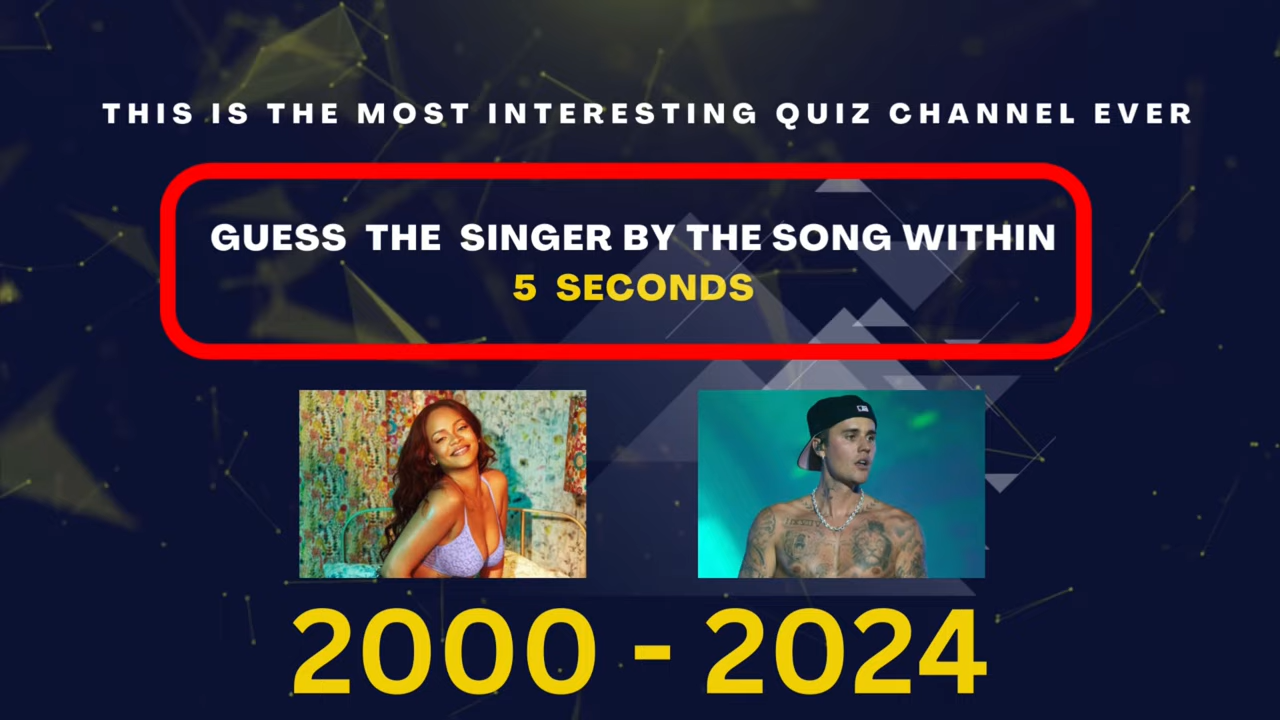 THIS IS THE MOST INTERESTING QUIZ CHANNEL EVER
GUESS THE SINGER BY THE SONG WITHIN
5 SECONDS
2000 - 2024